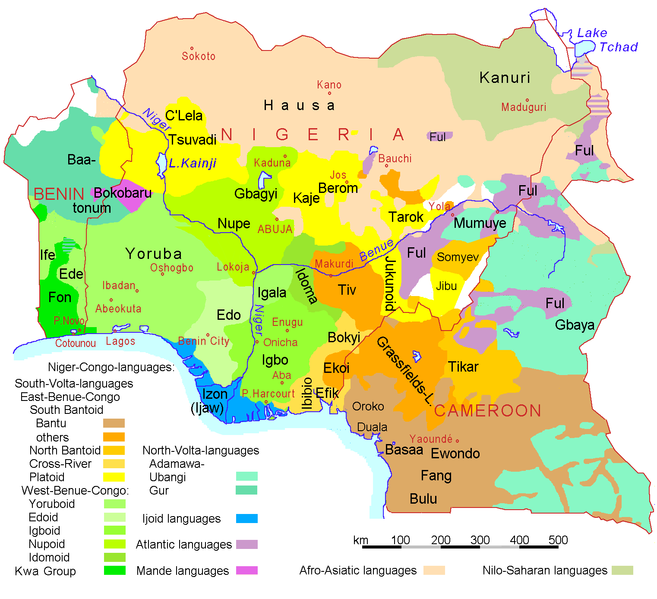 Lake
Tchad
Sokoto
Kanuri
Kano
Hausa
Maduguri
C'Lela
Niger
Tsuvadi
NIGERIA
Ful
Ful
Baa-
L.Kainji
Kaduna
Bauchi
Jos
Berom
BENIN
Bokobaru
Gbagyi
Kaje
Ful
tonum
Yola
Tarok
Mumuye
Nupe
ABUJA
Benue
Ife
Yoruba
Ful
Somyev
Ede
Oshogbo
Lokoja
Makurdi
Jukunoid
Idoma
Ibadan
Igala
Tiv
Jibu
Fon
Abeokuta
Ful
Edo
Niger
Enugu
Gbaya
P.Novo
Cotounou
Lagos
Benin City
Onicha
Bokyi
Igbo
Grassfields-L.
Tikar
Niger-Congo-languages:
Ekoi
South-Volta-languages
Aba
East-Benue-Congo
Izon
(Ijaw)
P.Harcourt
Ibibio
Efik
South Bantoid
Oroko
CAMEROON
Bantu
Duala
others
Yaoundé
North Bantoid
North-Volta-languages
Basaa
Ewondo
Cross-River
Adamawa-
Platoid
Ubangi
Fang
West-Benue-Congo:
Gur
Bulu
Yoruboid
Edoid
Ijoid languages
Igboid
Nupoid
Atlantic languages
km 100 200 300 400 500
Idomoid
Kwa Group
Mande languages
Afro-Asiatic languages
Nilo-Saharan languages